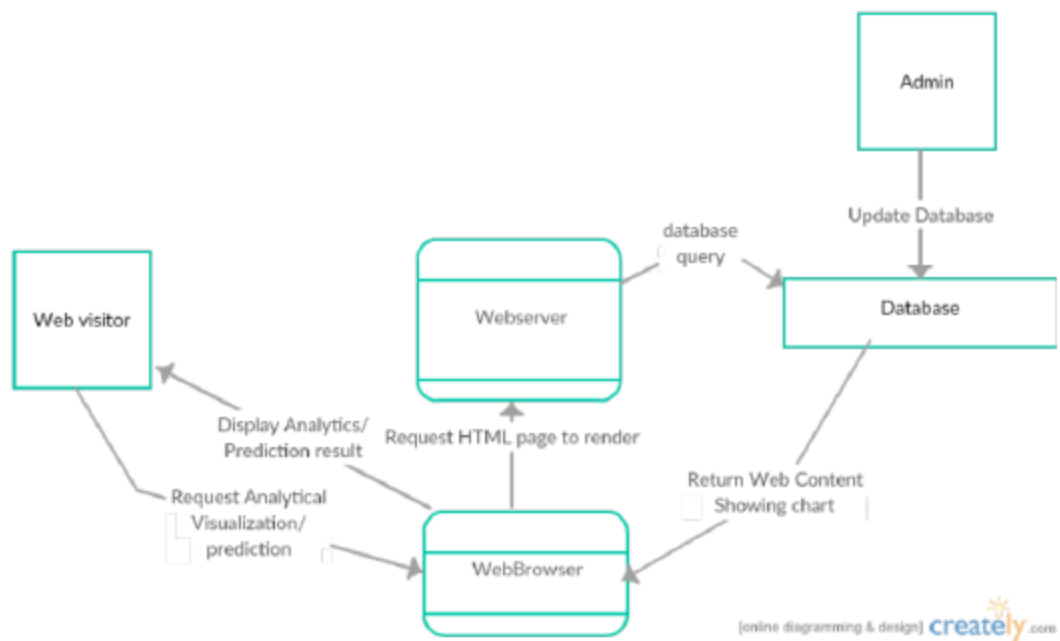 Admin
Update Database
database
query
Webserver
Database
Web visitor
Display Analytics/
Prediction result
Request HTML page to render
Return Web Content
Showing chart
Request Analytical
Visualization/
prediction
WebBrowser
[online diagramming & design] creately.com